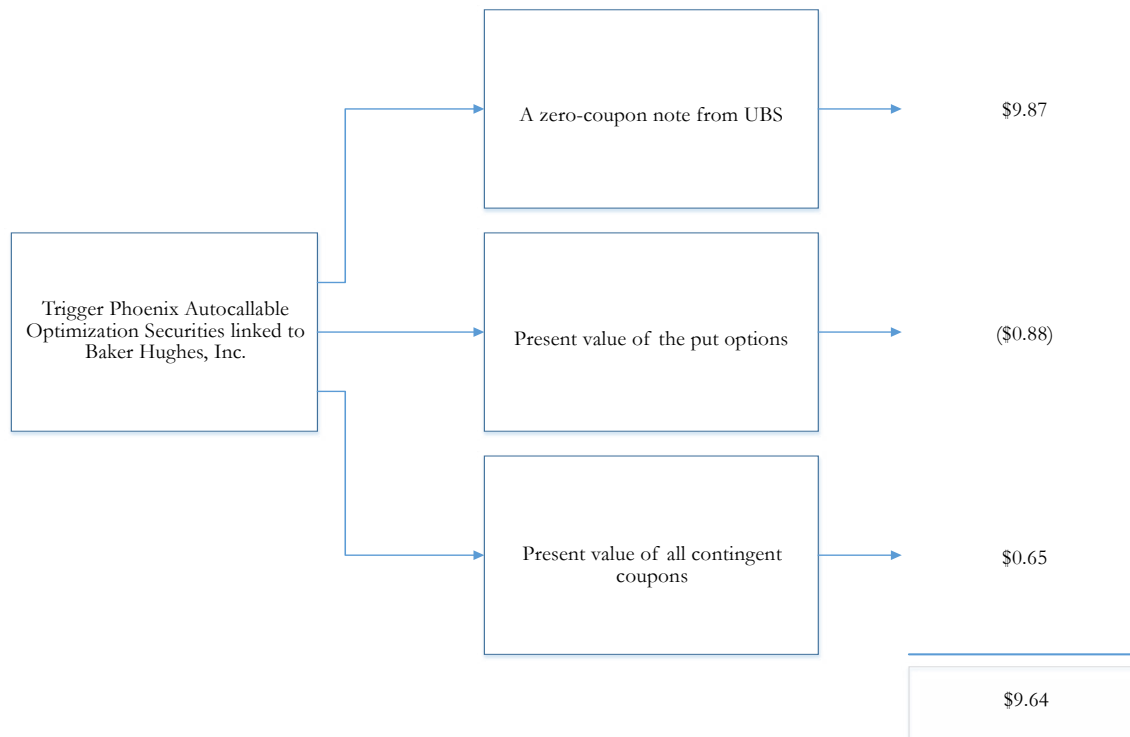 A zero-coupon note from UBS
$9.87
Trigger Phoenix Autocallable
Optimization Securities linked to
Baker Hughes, Inc.
Present value of the put options
($0.88)
Present value of all contingent
coupons
$0.65
$9.64